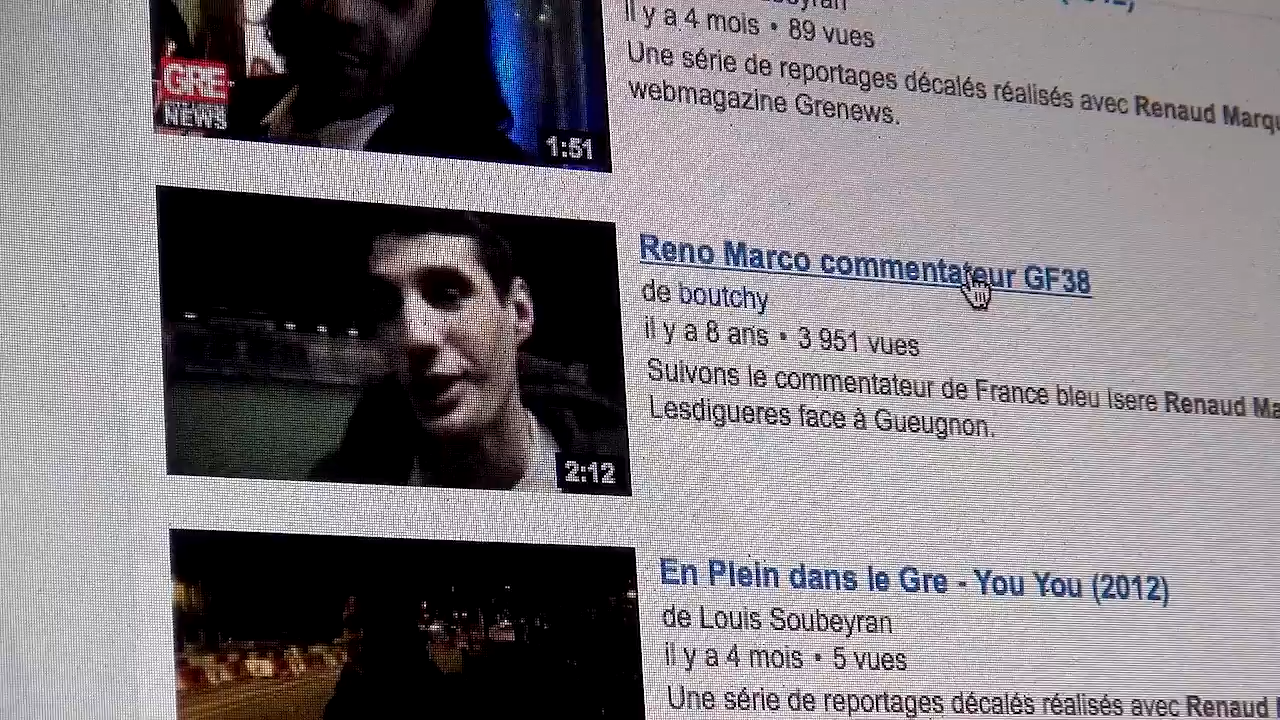 il y a 4 mois • 89 vues
Une série de reportages décalés réalisés avec Renaud Marqu
webmagazine Grenews.
GRE
NEWS
1:51
Reno Marco commentateur GF38
de boutchy
il y a 8 ans • 3 951 vues
Suivons le commentateur de France bleu Isere Renaud Ma
Lesdigueres face à Gueugnon.
2:12
En Plein dans le Gre - You You (2012)
de Louis Soubeyran
il y a 4 mois • 5 vues
Une série de reportages décalés réalisés avec Renaud